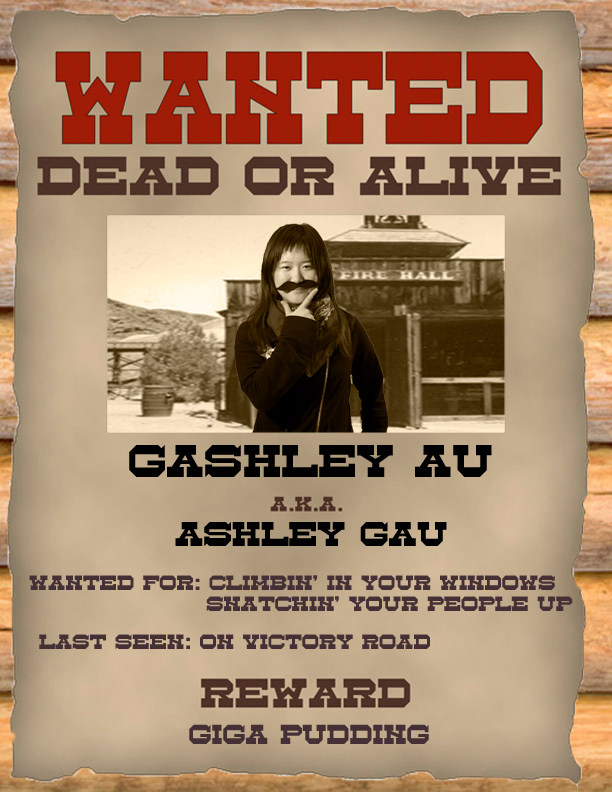 WANTED
DEAD OR ALIVE
FIRE HALL
GASHLEY AU
A.K.A.
ASHLEY GAU
WANTED FOR: CLIMBIN' IN YOUR WINDOWS
SNATCHIN' YOUR PEOPLE UP
LAST SEEN: ON VICTORY ROAD
REWARD
GIGA PUDDING